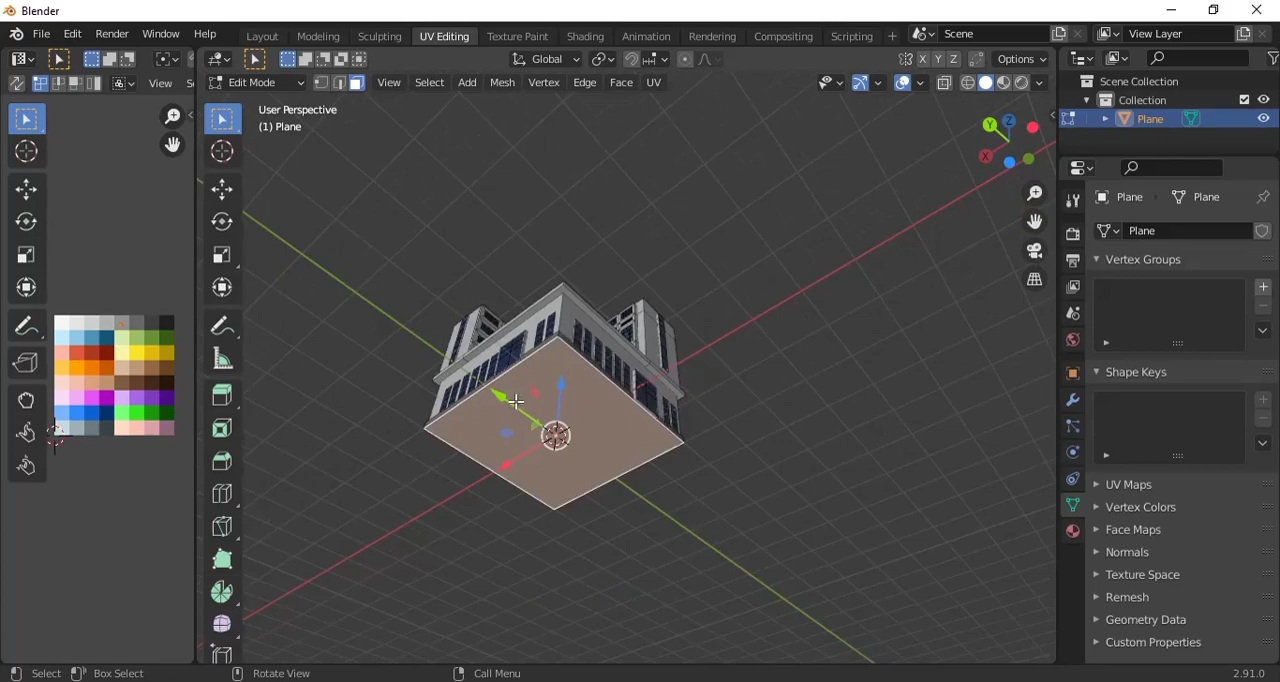 Blender
File Edit Render Window Help
Layout Modeling Sculpting UV Editing Texture Paint Shading Animation Rendering Compositing Scripting +
Scene
View Layer
Global
X Y Z
Options
View
Edit Mode
View Select Add Mesh Vertex Edge Face UV
User Perspective
(1) Plane
Z
Y
X
Scene Collection
Collection
Plane
Plane
Plane
Plane
Vertex Groups
Shape Keys
UV Maps
Vertex Colors
Face Maps
Normals
Texture Space
Remesh
Geometry Data
Custom Properties
Select Box Select Rotate View Call Menu 2.91.0